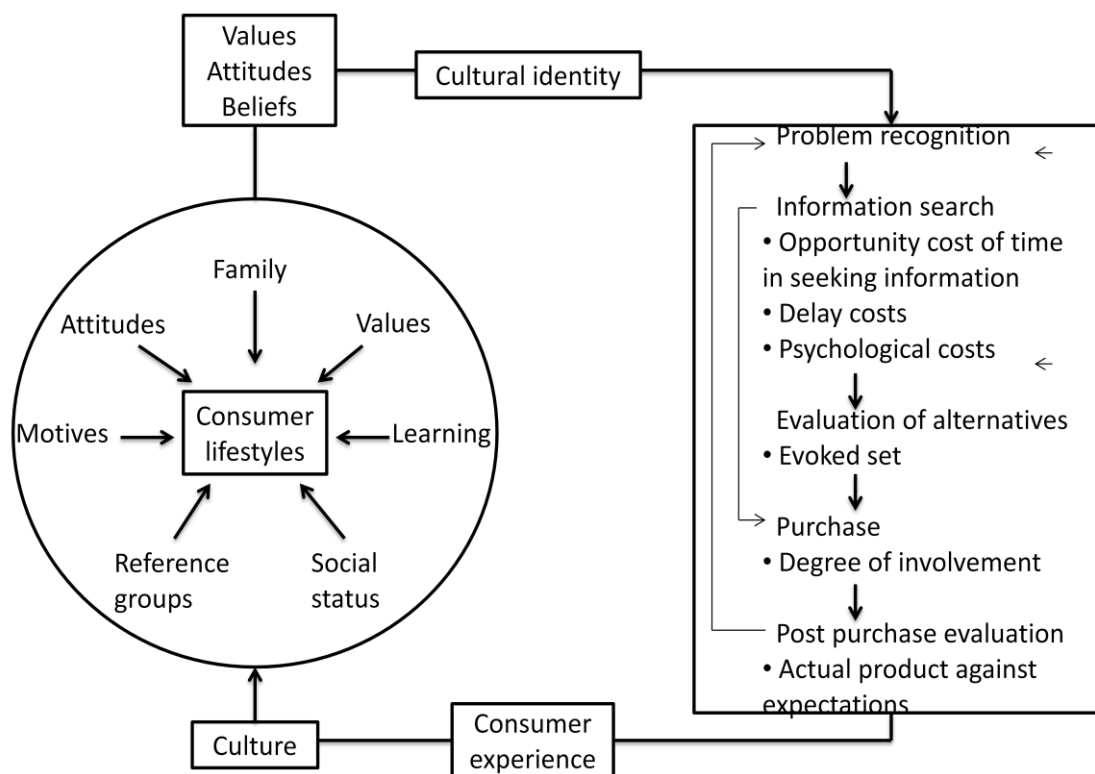 Values
Attitudes
Beliefs
Cultural identity
Problem recognition
Information search
• Opportunity cost of time
in seeking information
• Delay costs
• Psychological costs
Evaluation of alternatives
• Evoked set
Purchase
• Degree of involvement
Post purchase evaluation
• Actual product against
expectations
Family
Attitudes
Values
Motives
Consumer
lifestyles
Learning
Reference
groups
Social
status
Culture
Consumer
experience